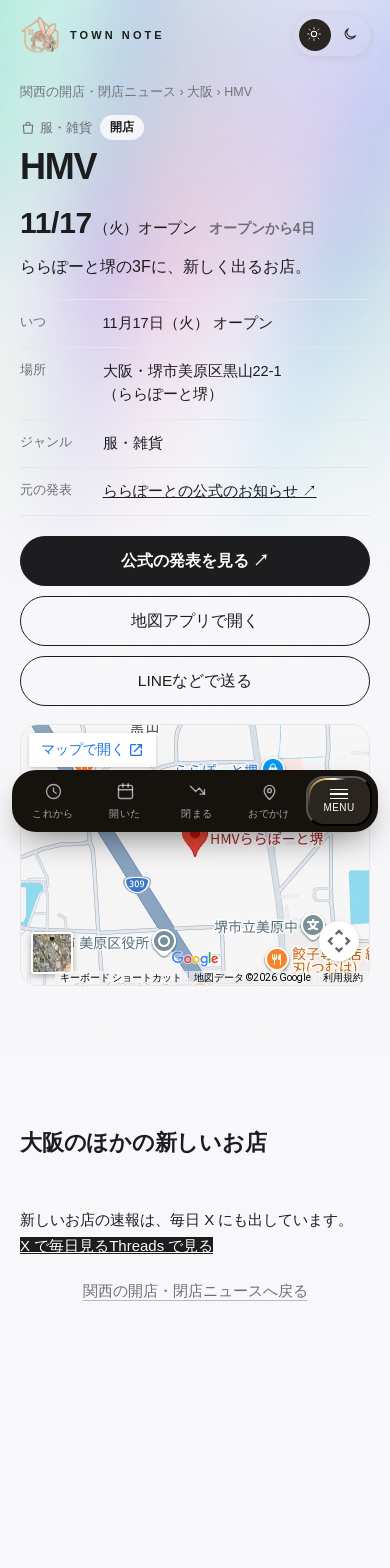 TOWN NOTE
関西の開店・閉店ニュース › 大阪 › HMV
服・雑貨 開店
HMV
11/17（火）オープン オープンから4日
ららぽーと堺の3Fに、新しく出るお店。
いつ 11月17日（火） オープン
場所 大阪・堺市美原区黒山22-1
（ららぽーと堺）
ジャンル 服・雑貨
元の発表 ららぽーとの公式のお知らせ ↗
公式の発表を見る ↗
地図アプリで開く
LINEなどで送る
黒山
マップで開く
これから 開いた 閉まる おでかけ MENU
HMVららぽーと堺
309
堺市立美原中
美原区役所
Google
キーボード ショートカット 地図データ ©2026 Google 利用規約
大阪のほかの新しいお店
新しいお店の速報は、毎日 X にも出しています。
X で毎日見るThreads で見る
関西の開店・閉店ニュースへ戻る